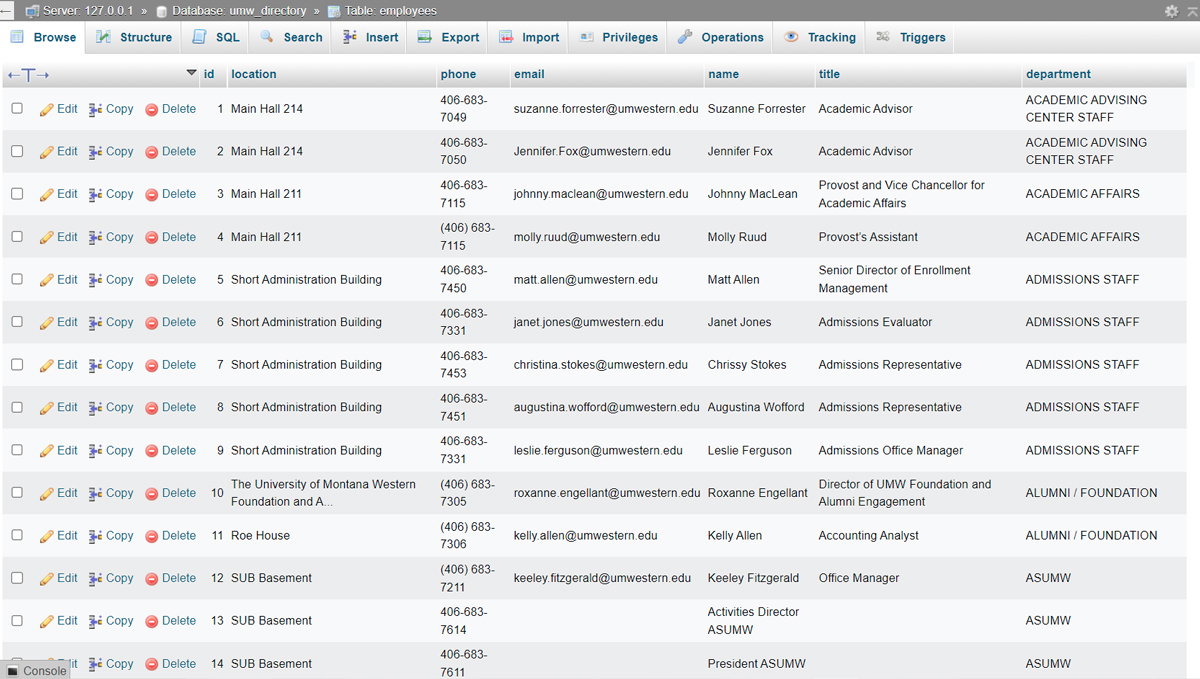 Server: 127.0.0.1 » Database: umw_directory » Table: employees
Browse Structure SQL Search Insert Export Import Privileges Operations Tracking Triggers
id location phone email name title department
Edit Copy Delete 1 Main Hall 214 406-683-7049 suzanne.forrester@umwestern.edu Suzanne Forrester Academic Advisor ACADEMIC ADVISING CENTER STAFF
Edit Copy Delete 2 Main Hall 214 406-683-7050 Jennifer.Fox@umwestern.edu Jennifer Fox Academic Advisor ACADEMIC ADVISING CENTER STAFF
Edit Copy Delete 3 Main Hall 211 406-683-7115 johnny.maclean@umwestern.edu Johnny MacLean Provost and Vice Chancellor for Academic Affairs ACADEMIC AFFAIRS
Edit Copy Delete 4 Main Hall 211 (406) 683-7115 molly.ruud@umwestern.edu Molly Ruud Provost's Assistant ACADEMIC AFFAIRS
Edit Copy Delete 5 Short Administration Building 406-683-7450 matt.allen@umwestern.edu Matt Allen Senior Director of Enrollment Management ADMISSIONS STAFF
Edit Copy Delete 6 Short Administration Building 406-683-7331 janet.jones@umwestern.edu Janet Jones Admissions Evaluator ADMISSIONS STAFF
Edit Copy Delete 7 Short Administration Building 406-683-7453 christina.stokes@umwestern.edu Chrissy Stokes Admissions Representative ADMISSIONS STAFF
Edit Copy Delete 8 Short Administration Building 406-683-7451 augustina.wofford@umwestern.edu Augustina Wofford Admissions Representative ADMISSIONS STAFF
Edit Copy Delete 9 Short Administration Building 406-683-7331 leslie.ferguson@umwestern.edu Leslie Ferguson Admissions Office Manager ADMISSIONS STAFF
Edit Copy Delete 10 The University of Montana Western Foundation and A... (406) 683-7305 roxanne.engellant@umwestern.edu Roxanne Engellant Director of UMW Foundation and Alumni Engagement ALUMNI / FOUNDATION
Edit Copy Delete 11 Roe House (406) 683-7306 kelly.allen@umwestern.edu Kelly Allen Accounting Analyst ALUMNI / FOUNDATION
Edit Copy Delete 12 SUB Basement (406) 683-7211 keeley.fitzgerald@umwestern.edu Keeley Fitzgerald Office Manager ASUMW
Edit Copy Delete 13 SUB Basement 406-683-7614 Activities Director ASUMW ASUMW
Copy Delete 14 SUB Basement 406-683-7611 President ASUMW ASUMW
Console